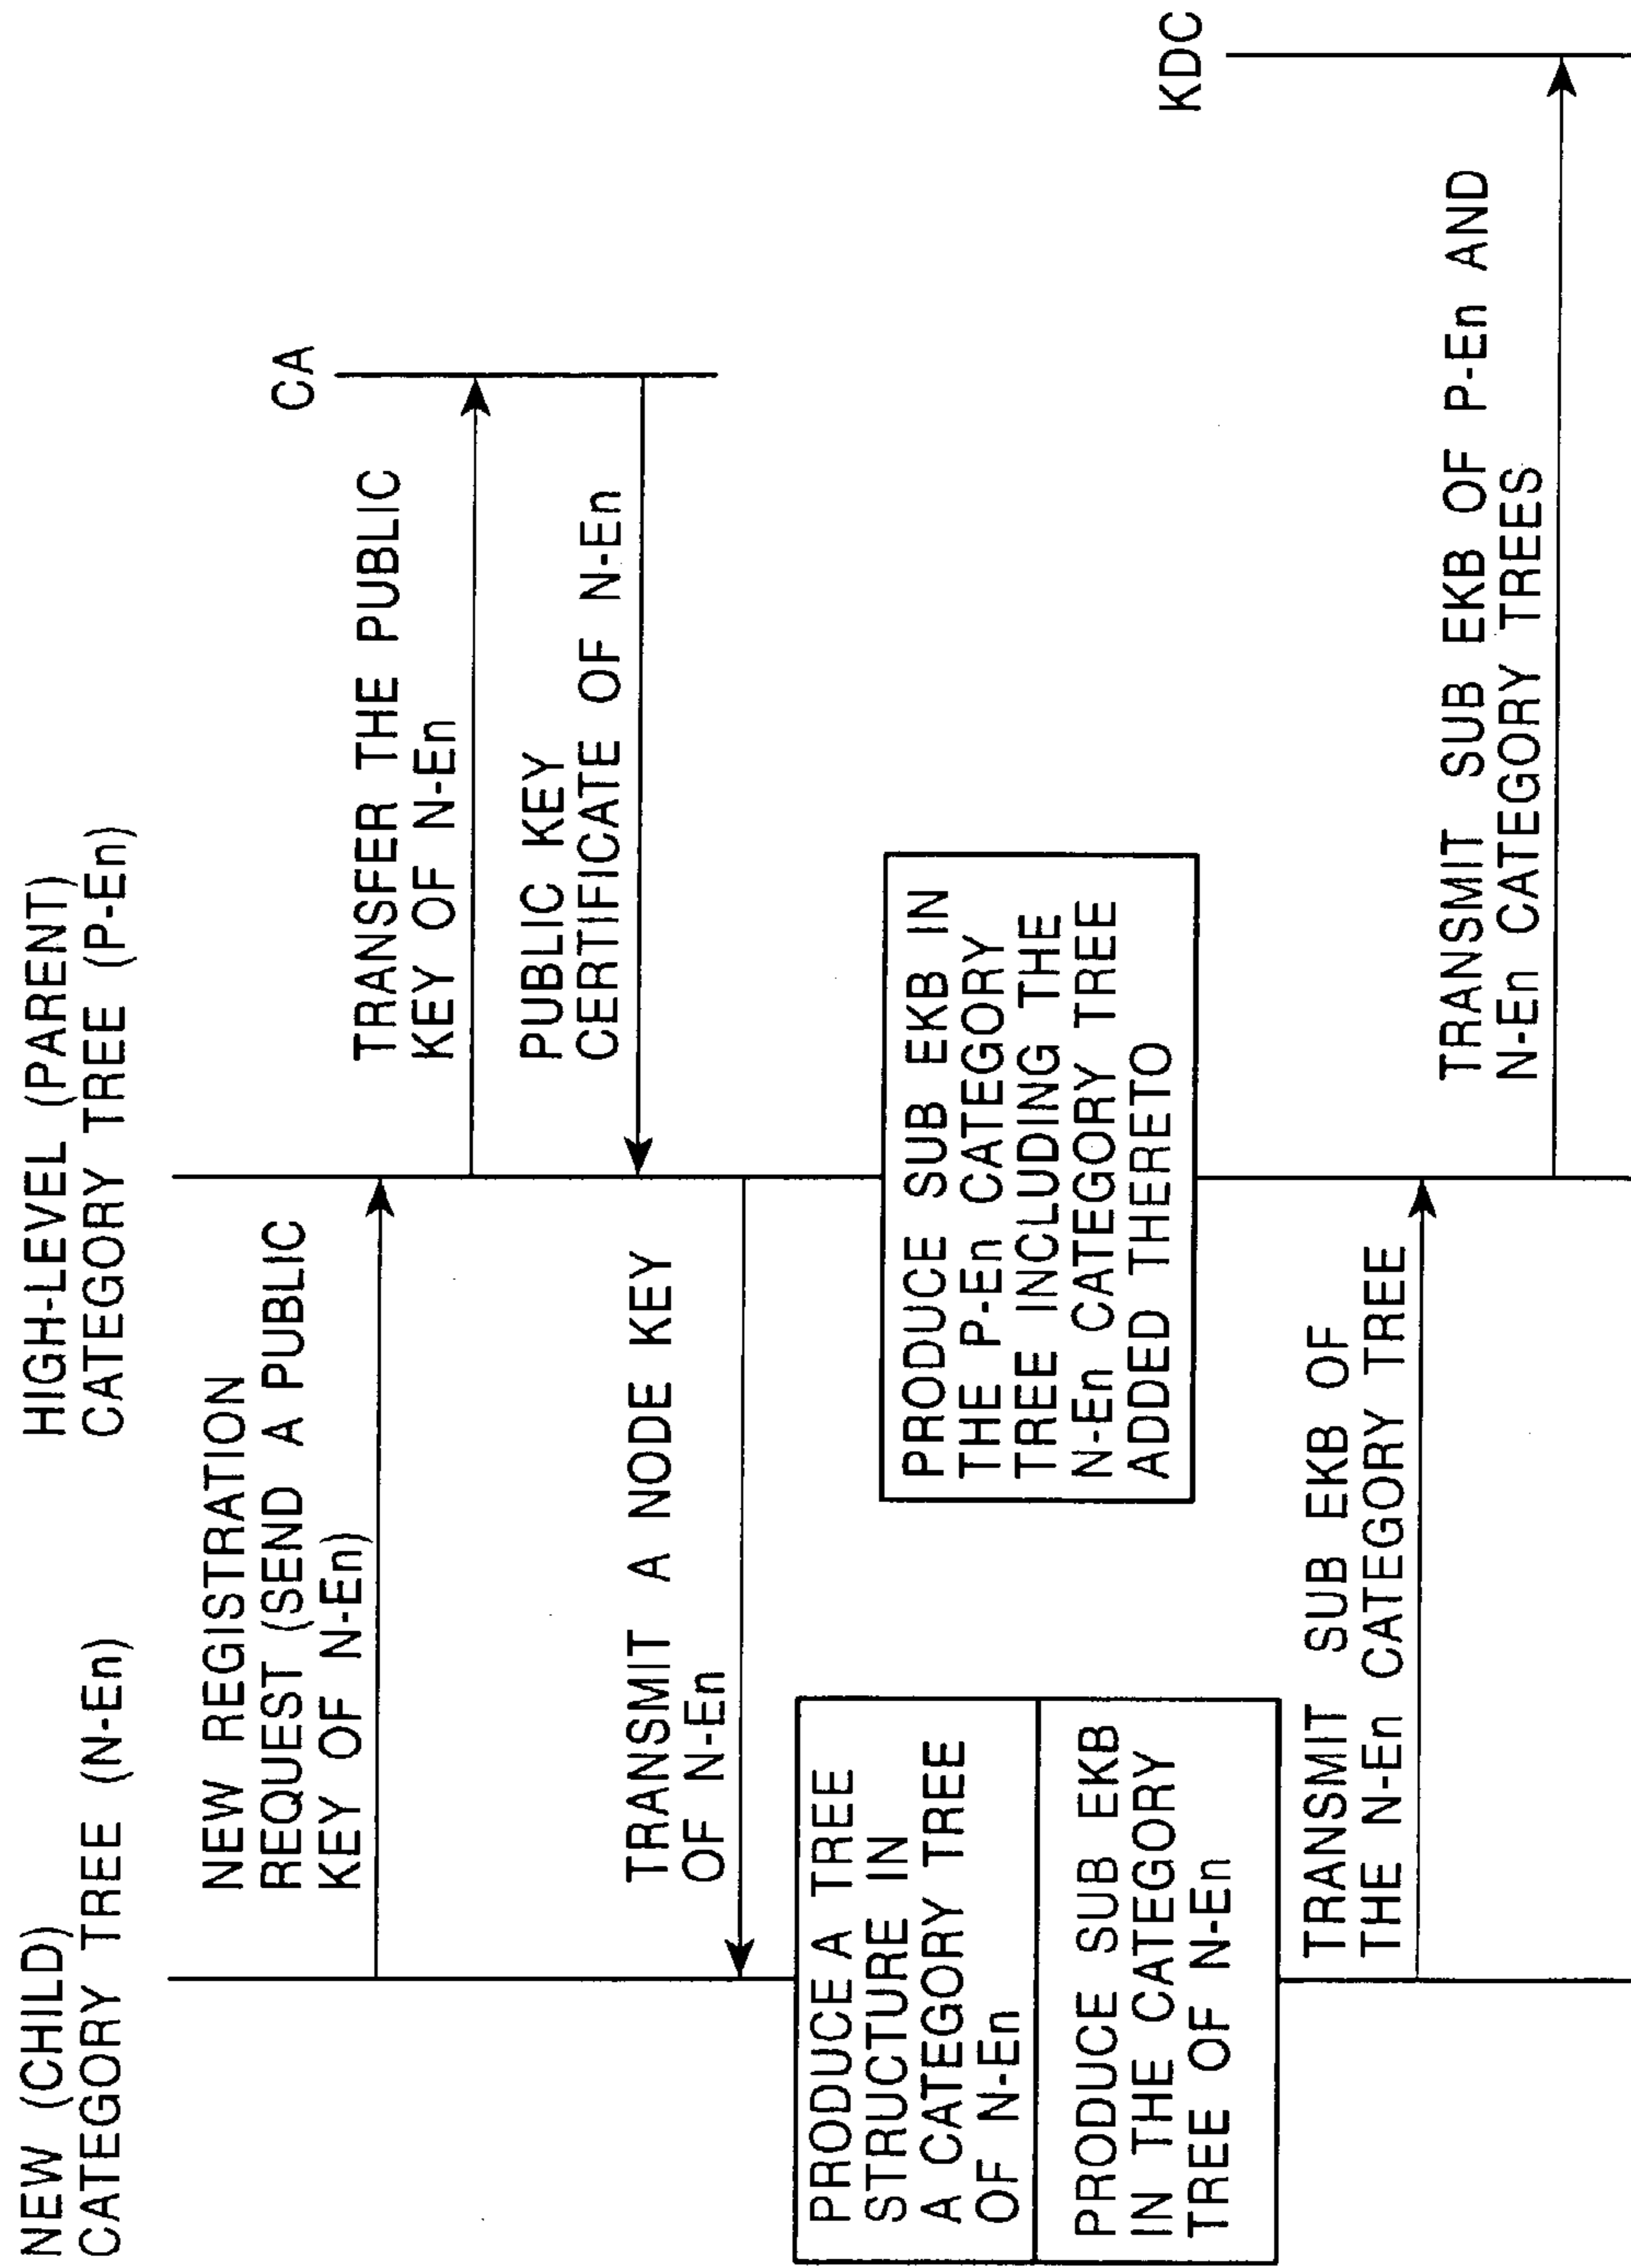 NEW (CHILD)
CATEGORY TREE (N-En)
HIGH-LEVEL (PARENT)
CATEGORY TREE (P-En)
NEW REGISTRATION
REQUEST (SEND A PUBLIC
KEY OF N-En)
CA
TRANSFER THE PUBLIC
KEY OF N-En
PUBLIC KEY
CERTIFICATE OF N-En
TRANSMIT A NODE KEY
OF N-En
PRODUCE A TREE
STRUCTURE IN
A CATEGORY TREE
OF N-En
PRODUCE SUB EKB
IN THE CATEGORY
TREE OF N-En
PRODUCE SUB EKB IN
THE P-En CATEGORY
TREE INCLUDING THE
N-En CATEGORY TREE
ADDED THERETO
TRANSMIT SUB EKB OF
THE N-En CATEGORY TREE
KDC
TRANSMIT SUB EKB OF P-En AND
N-En CATEGORY TREES